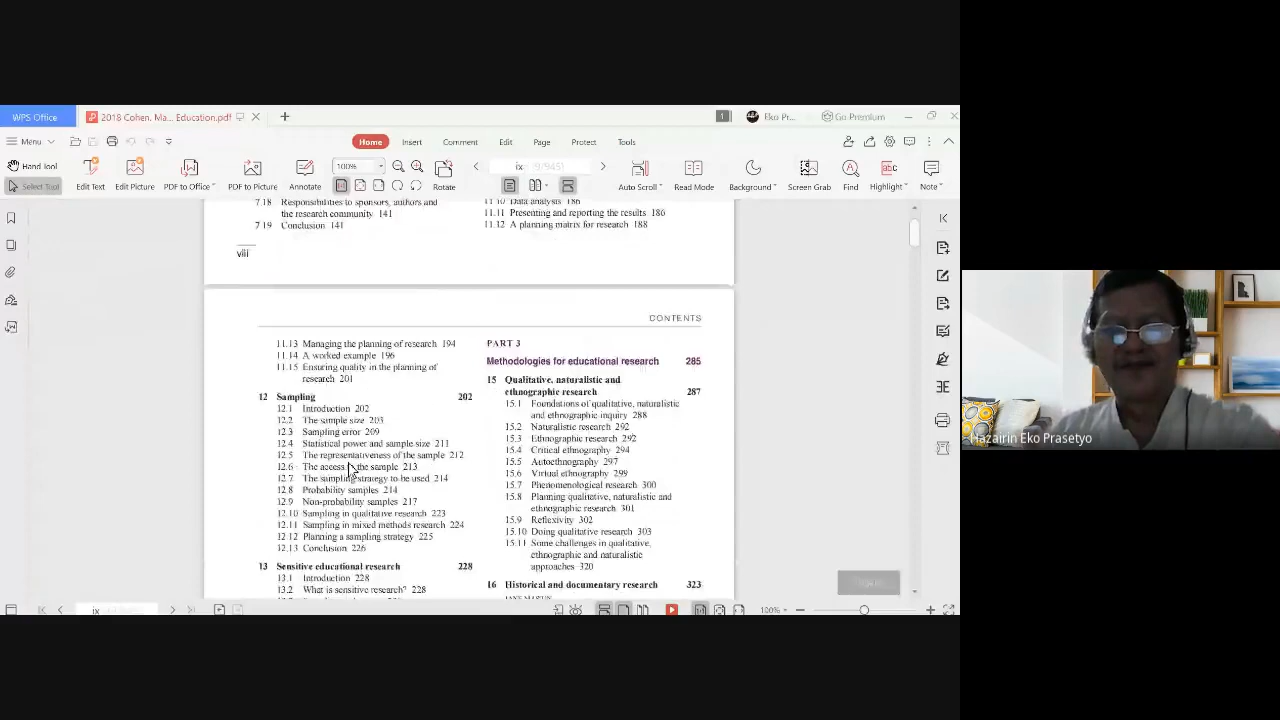 WPS Office
2018 Cohen. Ma... Education.pdf
1
Eko Pr...
Go Premium
Menu
Home
Insert
Comment
Edit
Page
Protect
Tools
Hand Tool
Select Tool
Edit Text
Edit Picture
PDF to Office
PDF to Picture
Annotate
100%
Rotate
ix (9/945)
Auto Scroll
Read Mode
Background
Screen Grab
Find
Highlight
Note
7.18 Responsibilities to sponsors, authors and
the research community 141
7.19 Conclusion 141
viii
11.10 Data analysis 186
11.11 Presenting and reporting the results 186
11.12 A planning matrix for research 188
CONTENTS
11.13 Managing the planning of research 194
11.14 A worked example 196
11.15 Ensuring quality in the planning of
research 201
12 Sampling 202
12.1 Introduction 202
12.2 The sample size 203
12.3 Sampling error 209
12.4 Statistical power and sample size 211
12.5 The representativeness of the sample 212
12.6 The access to the sample 213
12.7 The sampling strategy to be used 214
12.8 Probability samples 214
12.9 Non-probability samples 217
12.10 Sampling in qualitative research 223
12.11 Sampling in mixed methods research 224
12.12 Planning a sampling strategy 225
12.13 Conclusion 226
13 Sensitive educational research 228
13.1 Introduction 228
13.2 What is sensitive research? 228
PART 3
Methodologies for educational research 285
15 Qualitative, naturalistic and
ethnographic research 287
15.1 Foundations of qualitative, naturalistic
and ethnographic inquiry 288
15.2 Naturalistic research 292
15.3 Ethnographic research 292
15.4 Critical ethnography 294
15.5 Autoethnography 297
15.6 Virtual ethnography 299
15.7 Phenomenological research 300
15.8 Planning qualitative, naturalistic and
ethnographic research 301
15.9 Reflexivity 302
15.10 Doing qualitative research 303
15.11 Some challenges in qualitative,
ethnographic and naturalistic
approaches 320
16 Historical and documentary research 323
JANE MARTIN
ix
100%
Hazairin Eko Prasetyo